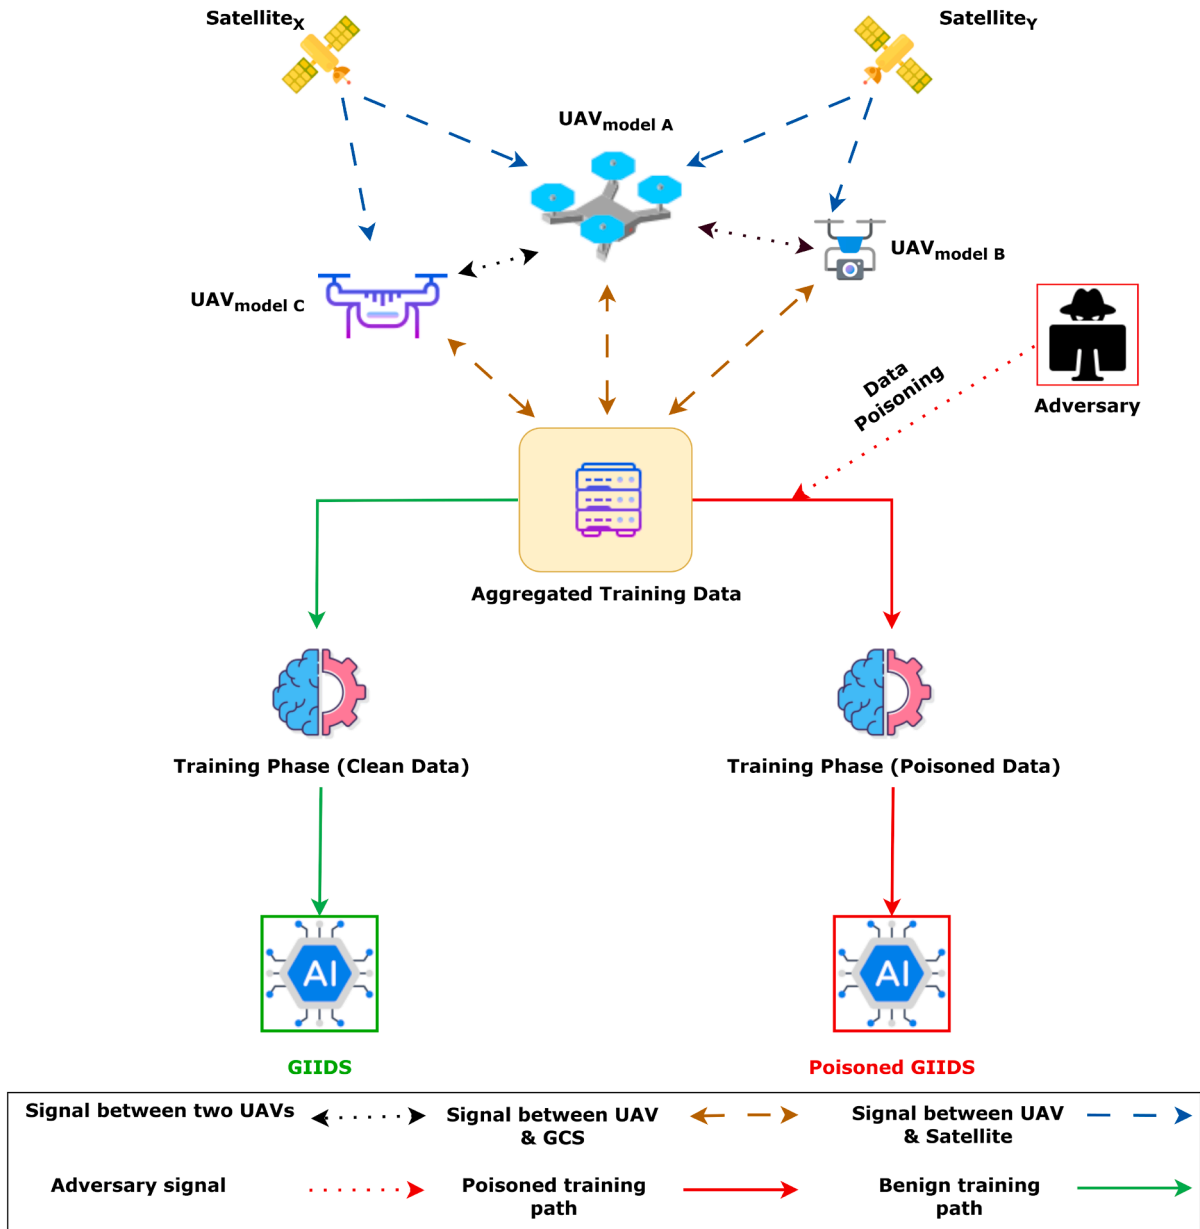 SatelliteX
SatelliteY
UAVmodel A
UAVmodel B
UAVmodel C
Data
Poisoning
Adversary
Aggregated Training Data
Training Phase (Clean Data)
Training Phase (Poisoned Data)
AI
AI
GIIDS
Poisoned GIIDS
Signal between two UAVs
Signal between UAV
& GCS
Signal between UAV
& Satellite
Adversary signal
Poisoned training
path
Benign training
path